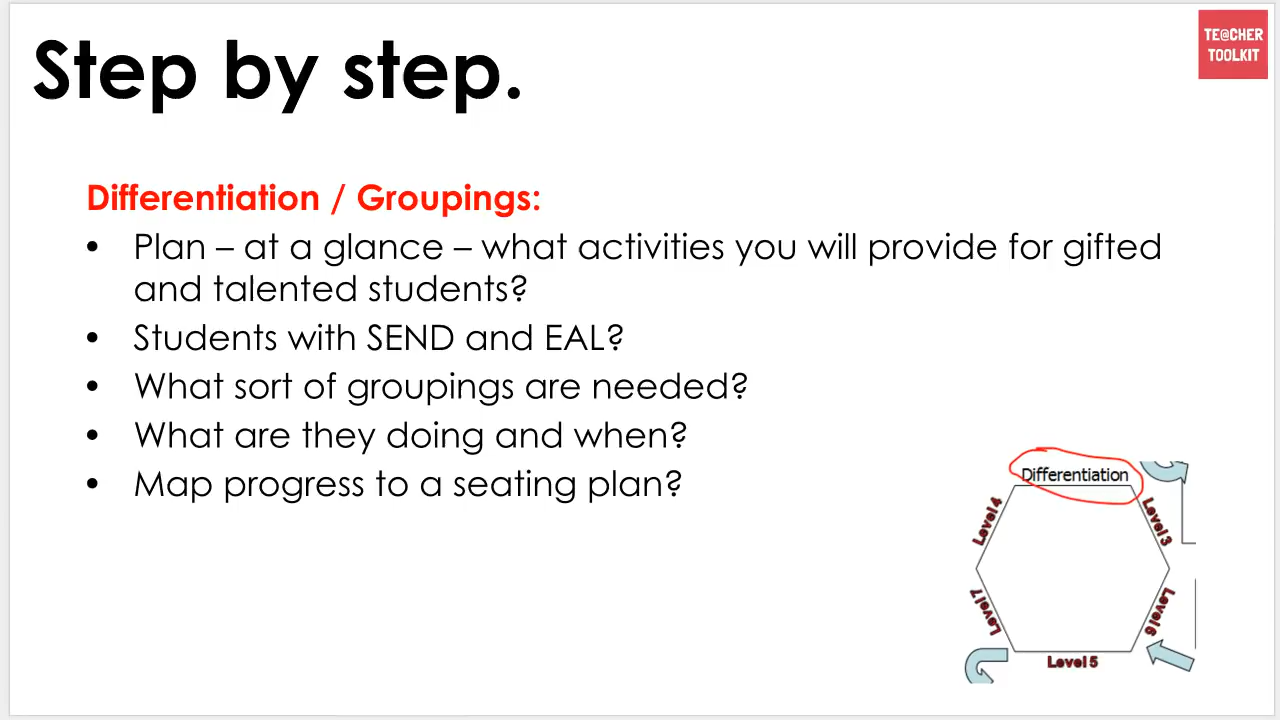 Step by step.
TE@CHER
TOOLKIT
Differentiation / Groupings:
• Plan – at a glance – what activities you will provide for gifted
and talented students?
• Students with SEND and EAL?
• What sort of groupings are needed?
• What are they doing and when?
• Map progress to a seating plan?
Differentiation
Level 4
Level 3
Level 7
Level 6
Level 5